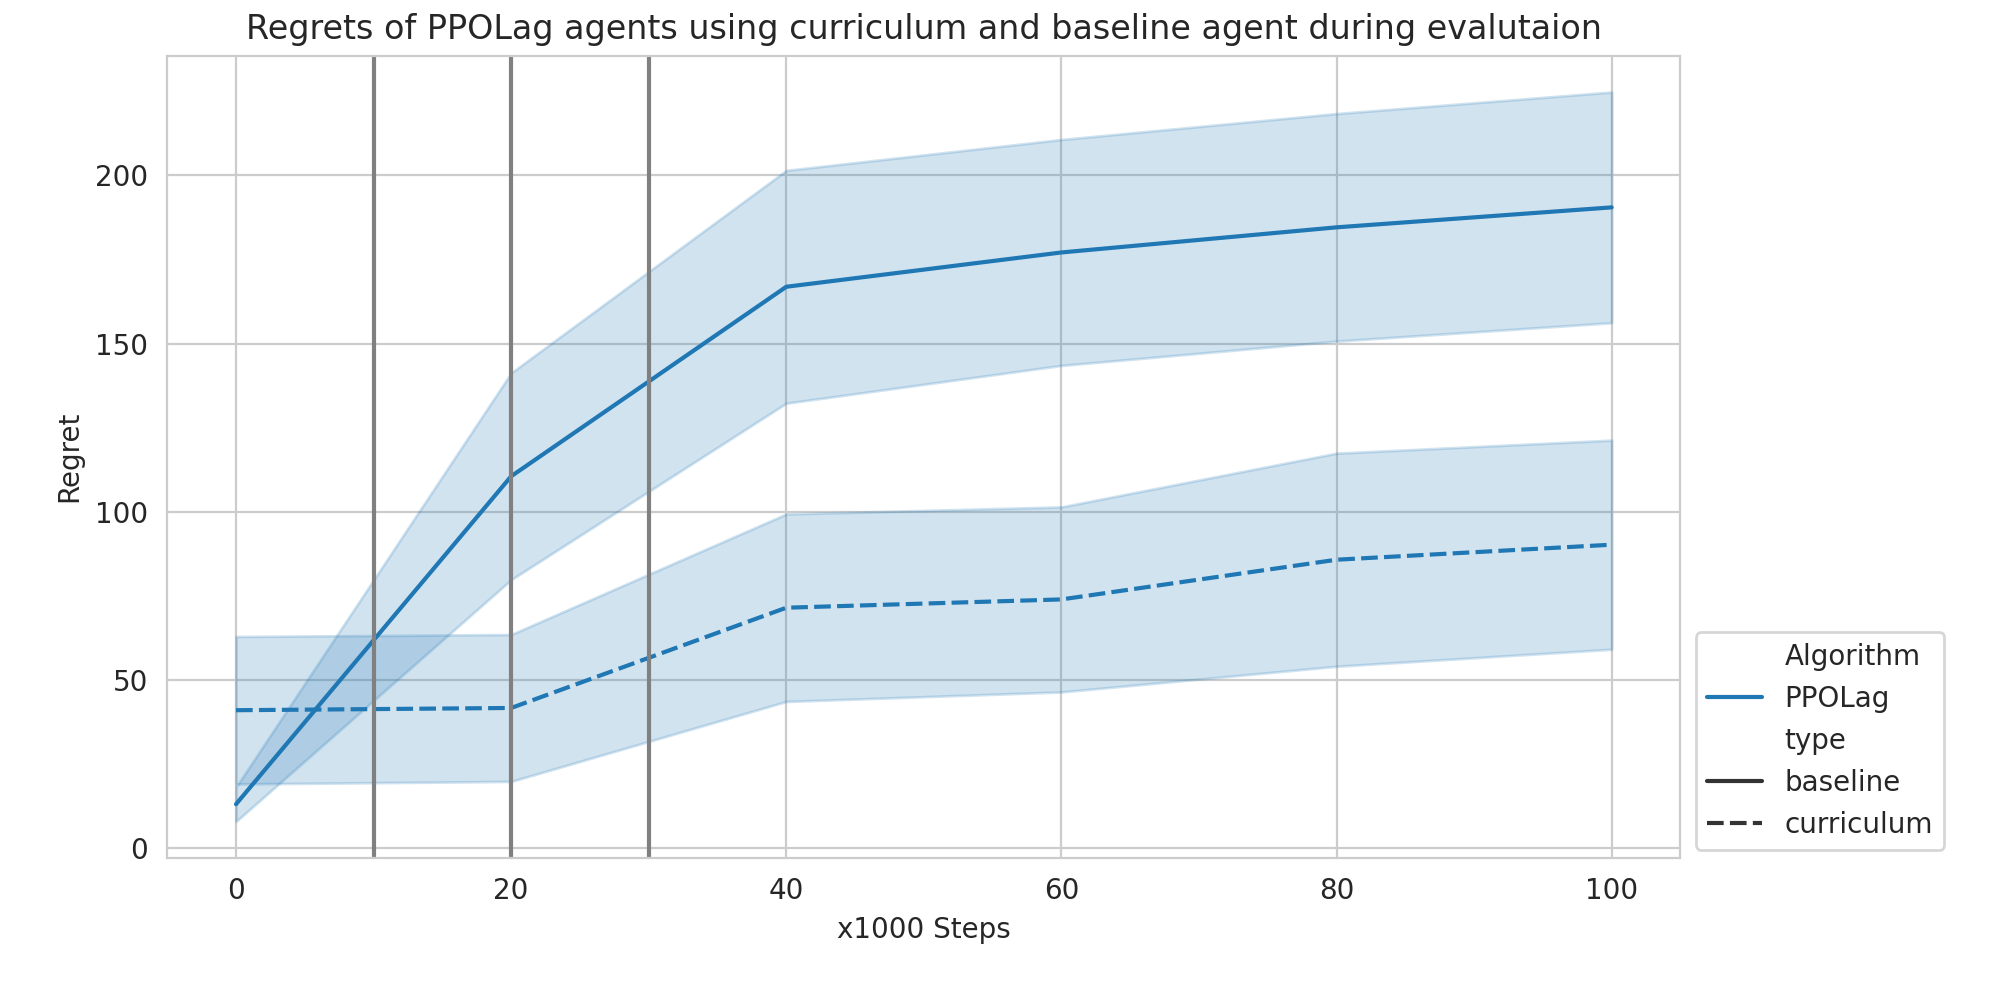 Regrets of PPOLag agents using curriculum and baseline agent during evalutaion
200
150
100
50
0
Regret
0 20 40 60 80 100
x1000 Steps
Algorithm
PPOLag
type
baseline
curriculum